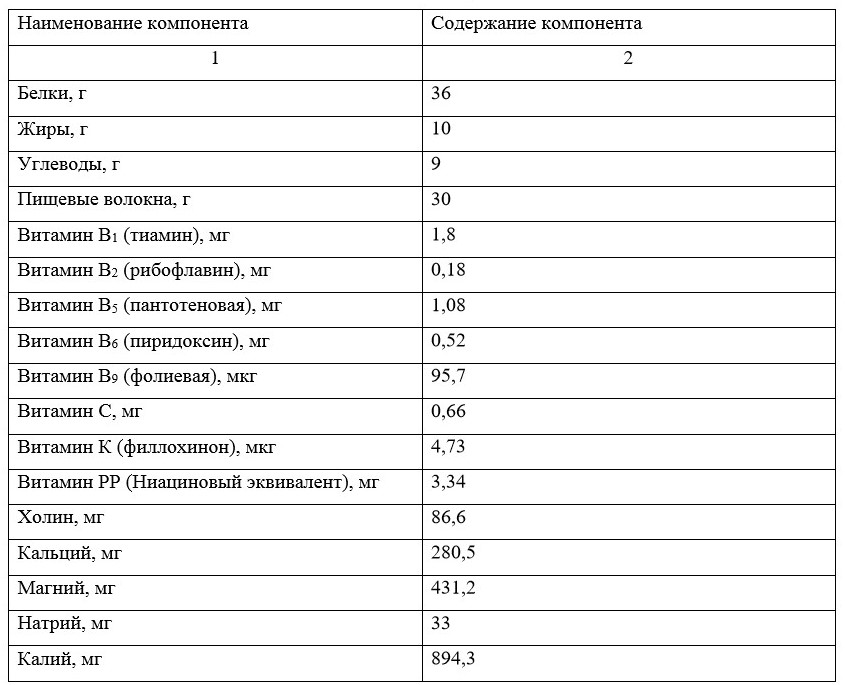 Наименование компонента Содержание компонента
1 2
Белки, г 36
Жиры, г 10
Углеводы, г 9
Пищевые волокна, г 30
Витамин B1 (тиамин), мг 1,8
Витамин B2 (рибофлавин), мг 0,18
Витамин B5 (пантотеновая), мг 1,08
Витамин B6 (пиридоксин), мг 0,52
Витамин B9 (фолиевая), мкг 95,7
Витамин C, мг 0,66
Витамин К (филлохинон), мкг 4,73
Витамин РР (Ниациновый эквивалент), мг 3,34
Холин, мг 86,6
Кальций, мг 280,5
Магний, мг 431,2
Натрий, мг 33
Калий, мг 894,3